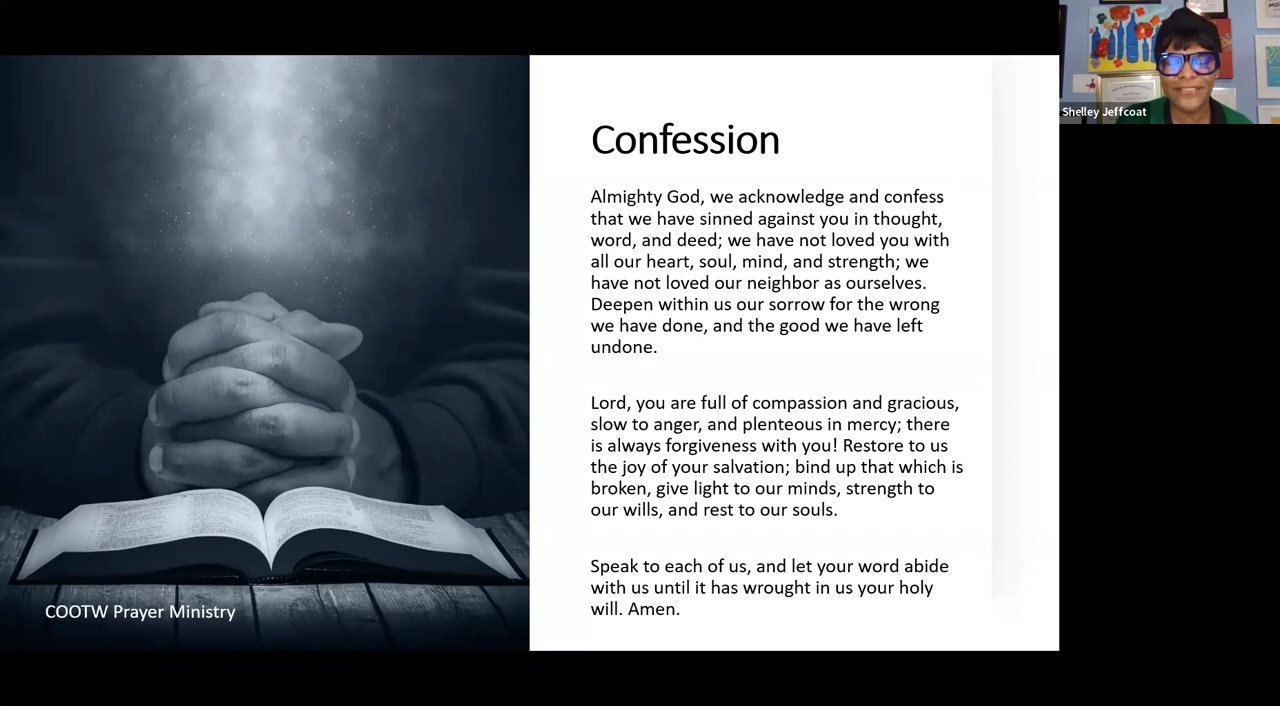 Confession
Almighty God, we acknowledge and confess
that we have sinned against you in thought,
word, and deed; we have not loved you with
all our heart, soul, mind, and strength; we
have not loved our neighbor as ourselves.
Deepen within us our sorrow for the wrong
we have done, and the good we have left
undone.
Lord, you are full of compassion and gracious,
slow to anger, and plenteous in mercy; there
is always forgiveness with you! Restore to us
the joy of your salvation; bind up that which is
broken, give light to our minds, strength to
our wills, and rest to our souls.
Speak to each of us, and let your word abide
with us until it has wrought in us your holy
will. Amen.
COOTW Prayer Ministry
Shelley Jeffcoat